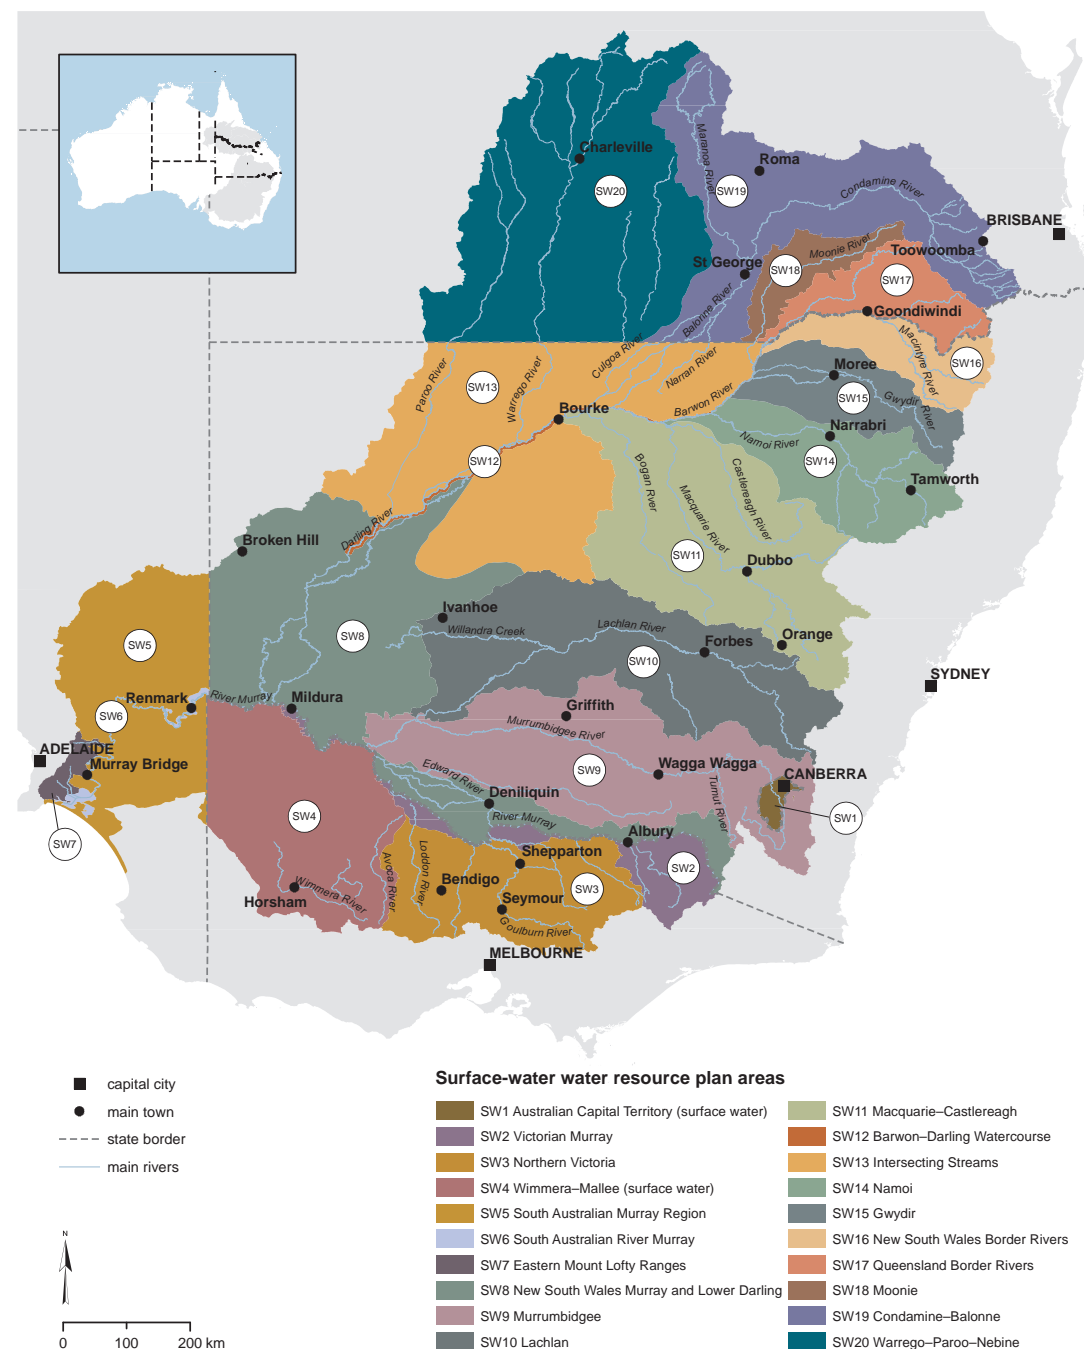 Charleville
SW20
Maranoa River
Roma
SW19
Condamine River
BRISBANE
Toowoomba
Moonie River
St George
SW18
SW17
Balonne River
Goondiwindi
Culgoa River
Macintyre River
SW16
Narran River
Moree
Paroo River
SW13
Warrego River
SW15
Gwydir River
Barwon River
Bourke
Narrabri
Namoi River
SW12
SW14
Bogan River
Castlereagh River
Tamworth
Macquarie River
Darling River
Broken Hill
SW11
Dubbo
Ivanhoe
SW5
SW8
Willandra Creek
Lachlan River
Forbes
Orange
SW10
SYDNEY
Renmark
River Murray
Mildura
SW6
Griffith
Murrumbidgee River
ADELAIDE
Murray Bridge
SW9
Wagga Wagga
CANBERRA
Edward River
Deniliquin
Tumut River
SW4
River Murray
SW1
SW7
Albury
Shepparton
SW2
Avoca River
Loddon River
Bendigo
SW3
Wimmera River
Horsham
Seymour
Goulburn River
MELBOURNE
capital city
main town
state border
main rivers
N
0 100 200 km
Surface-water water resource plan areas
SW1 Australian Capital Territory (surface water)
SW2 Victorian Murray
SW3 Northern Victoria
SW4 Wimmera–Mallee (surface water)
SW5 South Australian Murray Region
SW6 South Australian River Murray
SW7 Eastern Mount Lofty Ranges
SW8 New South Wales Murray and Lower Darling
SW9 Murrumbidgee
SW10 Lachlan
SW11 Macquarie–Castlereagh
SW12 Barwon–Darling Watercourse
SW13 Intersecting Streams
SW14 Namoi
SW15 Gwydir
SW16 New South Wales Border Rivers
SW17 Queensland Border Rivers
SW18 Moonie
SW19 Condamine–Balonne
SW20 Warrego–Paroo–Nebine